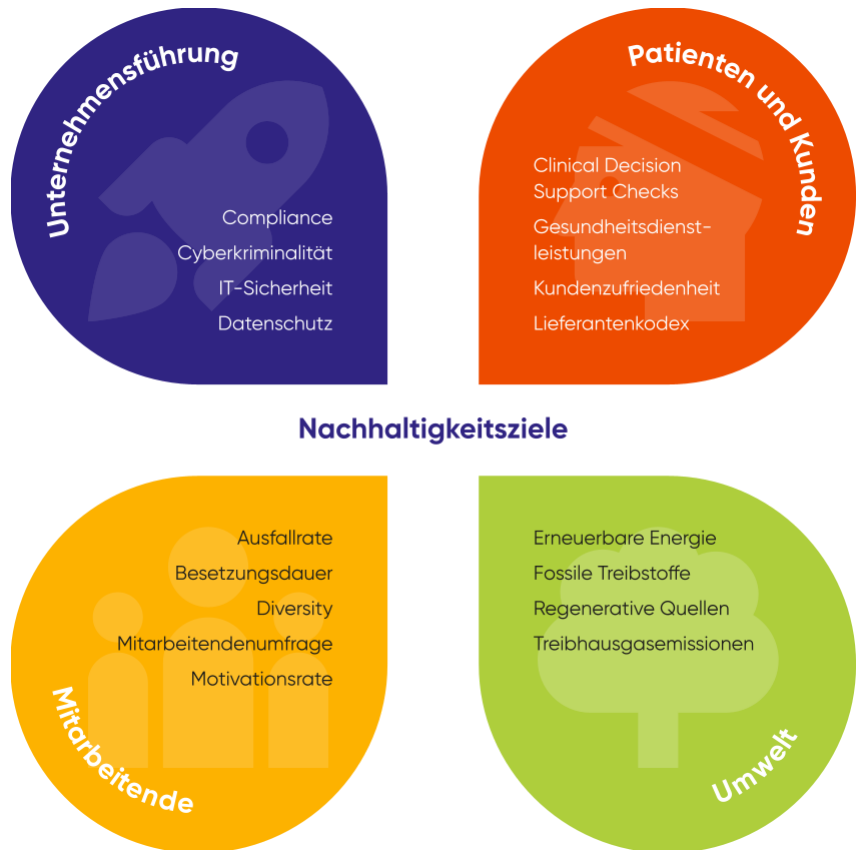 Unternehmensführung
Compliance
Cyberkriminalität
IT-Sicherheit
Datenschutz
Patienten und Kunden
Clinical Decision
Support Checks
Gesundheitsdienst-
leistungen
Kundenzufriedenheit
Lieferantenkodex
Nachhaltigkeitsziele
Ausfallrate
Besetzungsdauer
Diversity
Mitarbeitendenumfrage
Motivationsrate
Mitarbeitende
Erneuerbare Energie
Fossile Treibstoffe
Regenerative Quellen
Treibhausgasemissionen
Umwelt